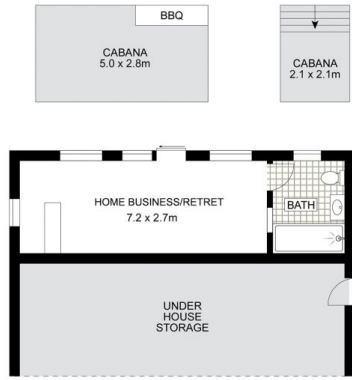 BBQ
CABANA
5.0 x 2.8m
CABANA
2.1 x 2.1m
HOME BUSINESS/RETRET
7.2 x 2.7m
BATH
UNDER
HOUSE
STORAGE